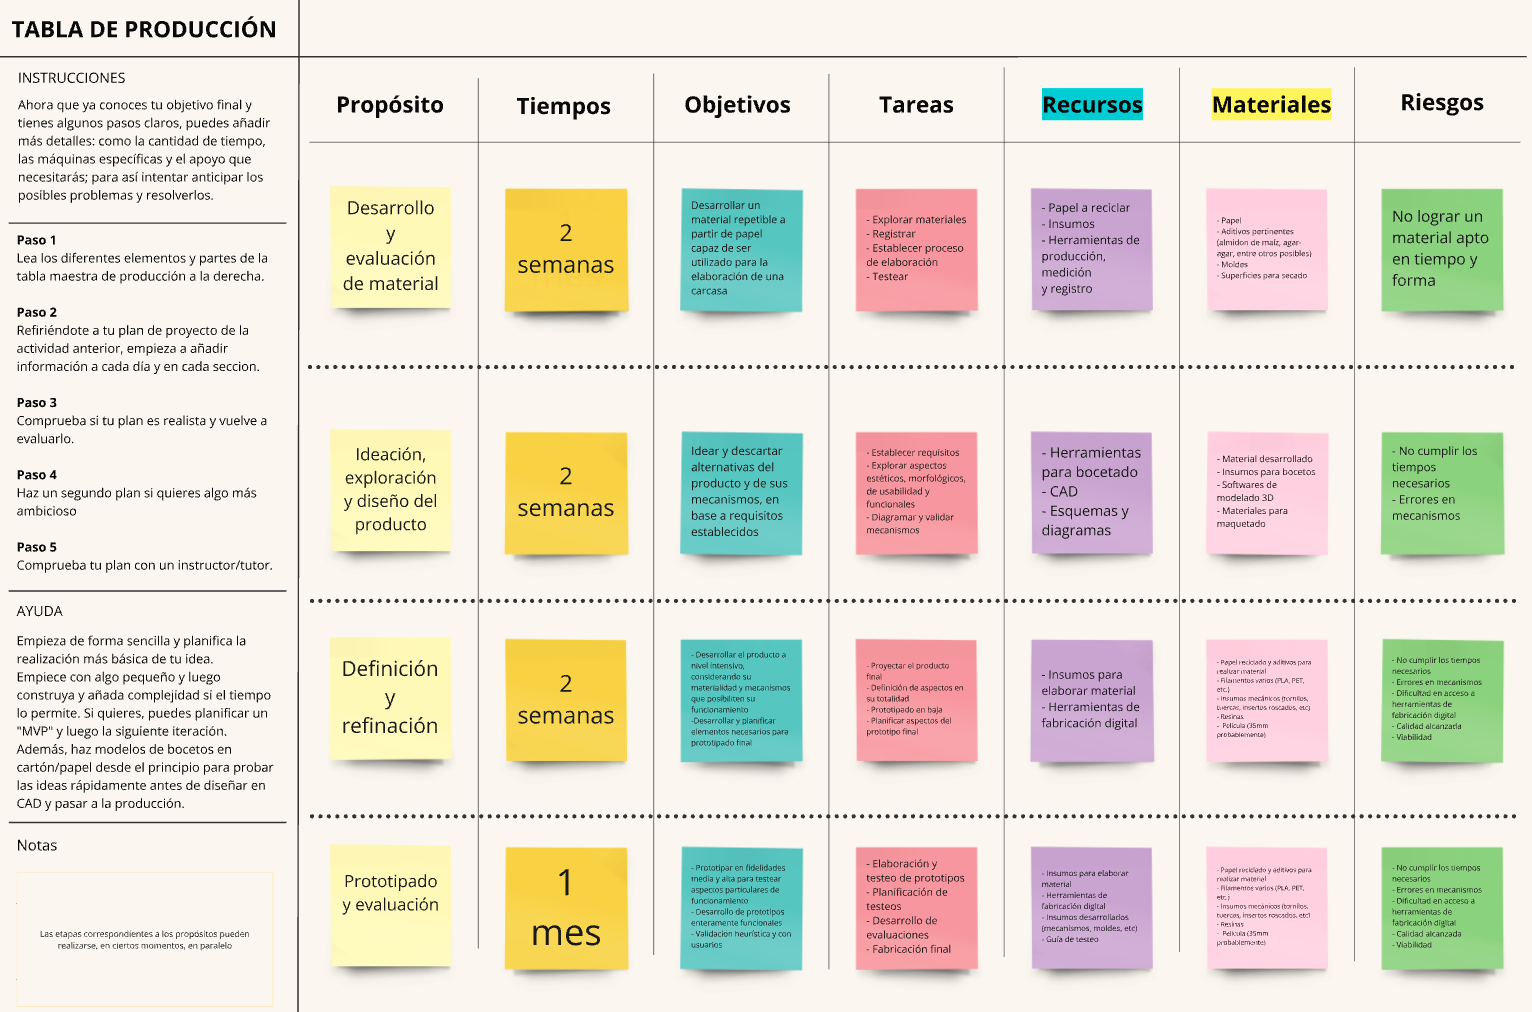 TABLA DE PRODUCCIÓN
INSTRUCCIONES
Ahora que ya conoces tu objetivo final y
tienes algunos pasos claros, puedes añadir
más detalles: como la cantidad de tiempo,
las máquinas específicas y el apoyo que
necesitarás; para así intentar anticipar los
posibles problemas y resolverlos.
Paso 1
Lea los diferentes elementos y partes de la
tabla maestra de producción a la derecha.
Paso 2
Refiriéndote a tu plan de proyecto de la
actividad anterior, empieza a añadir
información a cada día y en cada seccion.
Paso 3
Comprueba si tu plan es realista y vuelve a
evaluarlo.
Paso 4
Haz un segundo plan si quieres algo más
ambicioso
Paso 5
Comprueba tu plan con un instructor/tutor.
AYUDA
Empieza de forma sencilla y planifica la
realización más básica de tu idea.
Empiece con algo pequeño y luego
construya y añada complejidad si el tiempo
lo permite. Si quieres, puedes planificar un
"MVP" y luego la siguiente iteración.
Además, haz modelos de bocetos en
cartón/papel desde el principio para probar
las ideas rápidamente antes de diseñar en
CAD y pasar a la producción.
Notas
Las etapas correspondientes a los propósitos pueden
realizarse, en ciertos momentos, en paralelo
Propósito
Tiempos
Objetivos
Tareas
Recursos
Materiales
Riesgos
Desarrollo
y
evaluación
de material
2
semanas
Desarrollar un
material repetible a
partir de papel
capaz de ser
utilizado para la
elaboración de una
carcasa
- Explorar materiales
- Registrar
- Establecer proceso
de elaboración
- Testear
- Papel a reciclar
- Insumos
- Herramientas de
producción,
medición
y registro
- Papel
- Aditivos pertinentes
(almidon de maíz, agar-
agar, entre otros posibles)
- Moldes
- Superficies para secado
No lograr un
material apto
en tiempo y
forma
Ideación,
exploración
y diseño del
producto
2
semanas
Idear y descartar
alternativas del
producto y de sus
mecanismos, en
base a requisitos
establecidos
- Establecer requisitos
- Explorar aspectos
estéticos, morfológicos,
de usabilidad y
funcionales
- Diagramar y validar
mecanismos
- Herramientas
para bocetado
- CAD
- Esquemas y
diagramas
- Material desarrollado
- Insumos para bocetos
- Softwares de
modelado 3D
- Materiales para
maquetado
- No cumplir los
tiempos
necesarios
- Errores en
mecanismos
Definición
y
refinación
2
semanas
- Desarrollar el producto a
nivel intensivo,
considerando su
materialidad y mecanismos
que posibiliten su
funcionamiento
-Desarrollar y planificar
elementos necesarios para
prototipado final
- Proyectar el producto
final
- Definición de aspectos en
su totalidad
- Prototipado en baja
- Planificar aspectos del
prototipo final
- Insumos para
elaborar material
- Herramientas de
fabricación digital
- Papel reciclado y aditivos para
realizar material
- Filamentos varios (PLA, PET,
etc.)
- Insumos mecánicos (tornillos,
tuercas, insertos roscados, etc)
- Resinas
- Película (35mm
probablemente)
- No cumplir los tiempos
necesarios
- Errores en mecanismos
- Dificultad en acceso a
herramientas de
fabricación digital
- Calidad alcanzada
- Viabilidad
Prototipado
y evaluación
1
mes
- Prototipar en fidelidades
media y alta para testear
aspectos particulares de
funcionamiento
- Desarrollo de prototipos
enteramente funcionales
- Validacion heurística y con
usuarios
- Elaboración y
testeo de prototipos
- Planificación de
testeos
- Desarrollo de
evaluaciones
- Fabricación final
- Insumos para elaborar
material
- Herramientas de
fabricación digital
- Insumos desarrollados
(mecanismos, moldes, etc)
- Guía de testeo
- Papel reciclado y aditivos para
realizar material
- Filamentos varios (PLA, PET,
etc.)
- Insumos mecánicos (tornillos,
tuercas, insertos roscados, etc)
- Resinas
- Película (35mm
probablemente)
- No cumplir los tiempos
necesarios
- Errores en mecanismos
- Dificultad en acceso a
herramientas de
fabricación digital
- Calidad alcanzada
- Viabilidad